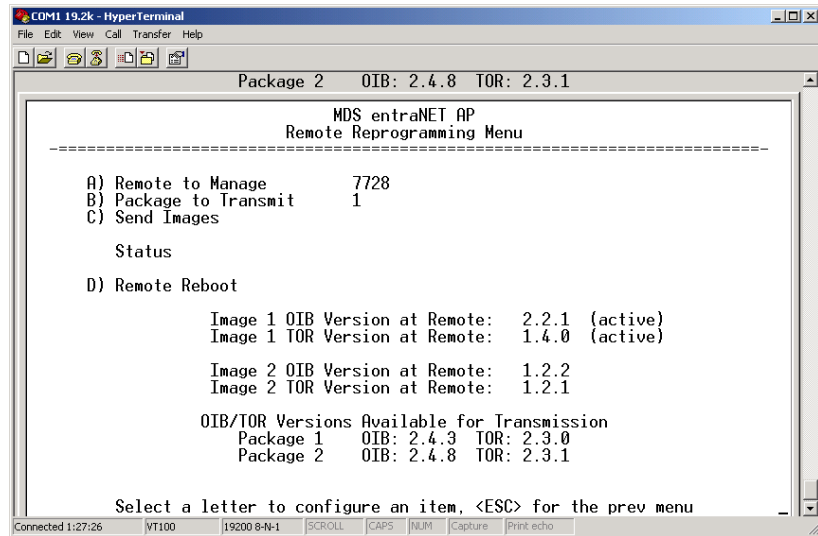 COM1 19.2k - HyperTerminal
File Edit View Call Transfer Help
Package 2 OIB: 2.4.8 TOR: 2.3.1
MDS entraNET AP
Remote Reprogramming Menu
-==========================================================================-
A) Remote to Manage 7728
B) Package to Transmit 1
C) Send Images
Status
D) Remote Reboot
Image 1 OIB Version at Remote: 2.2.1 (active)
Image 1 TOR Version at Remote: 1.4.0 (active)
Image 2 OIB Version at Remote: 1.2.2
Image 2 TOR Version at Remote: 1.2.1
OIB/TOR Versions Available for Transmission
Package 1 OIB: 2.4.3 TOR: 2.3.0
Package 2 OIB: 2.4.8 TOR: 2.3.1
Select a letter to configure an item, <ESC> for the prev menu _
Connected 1:27:26 VT100 19200 8-N-1 SCROLL CAPS NUM Capture Print echo